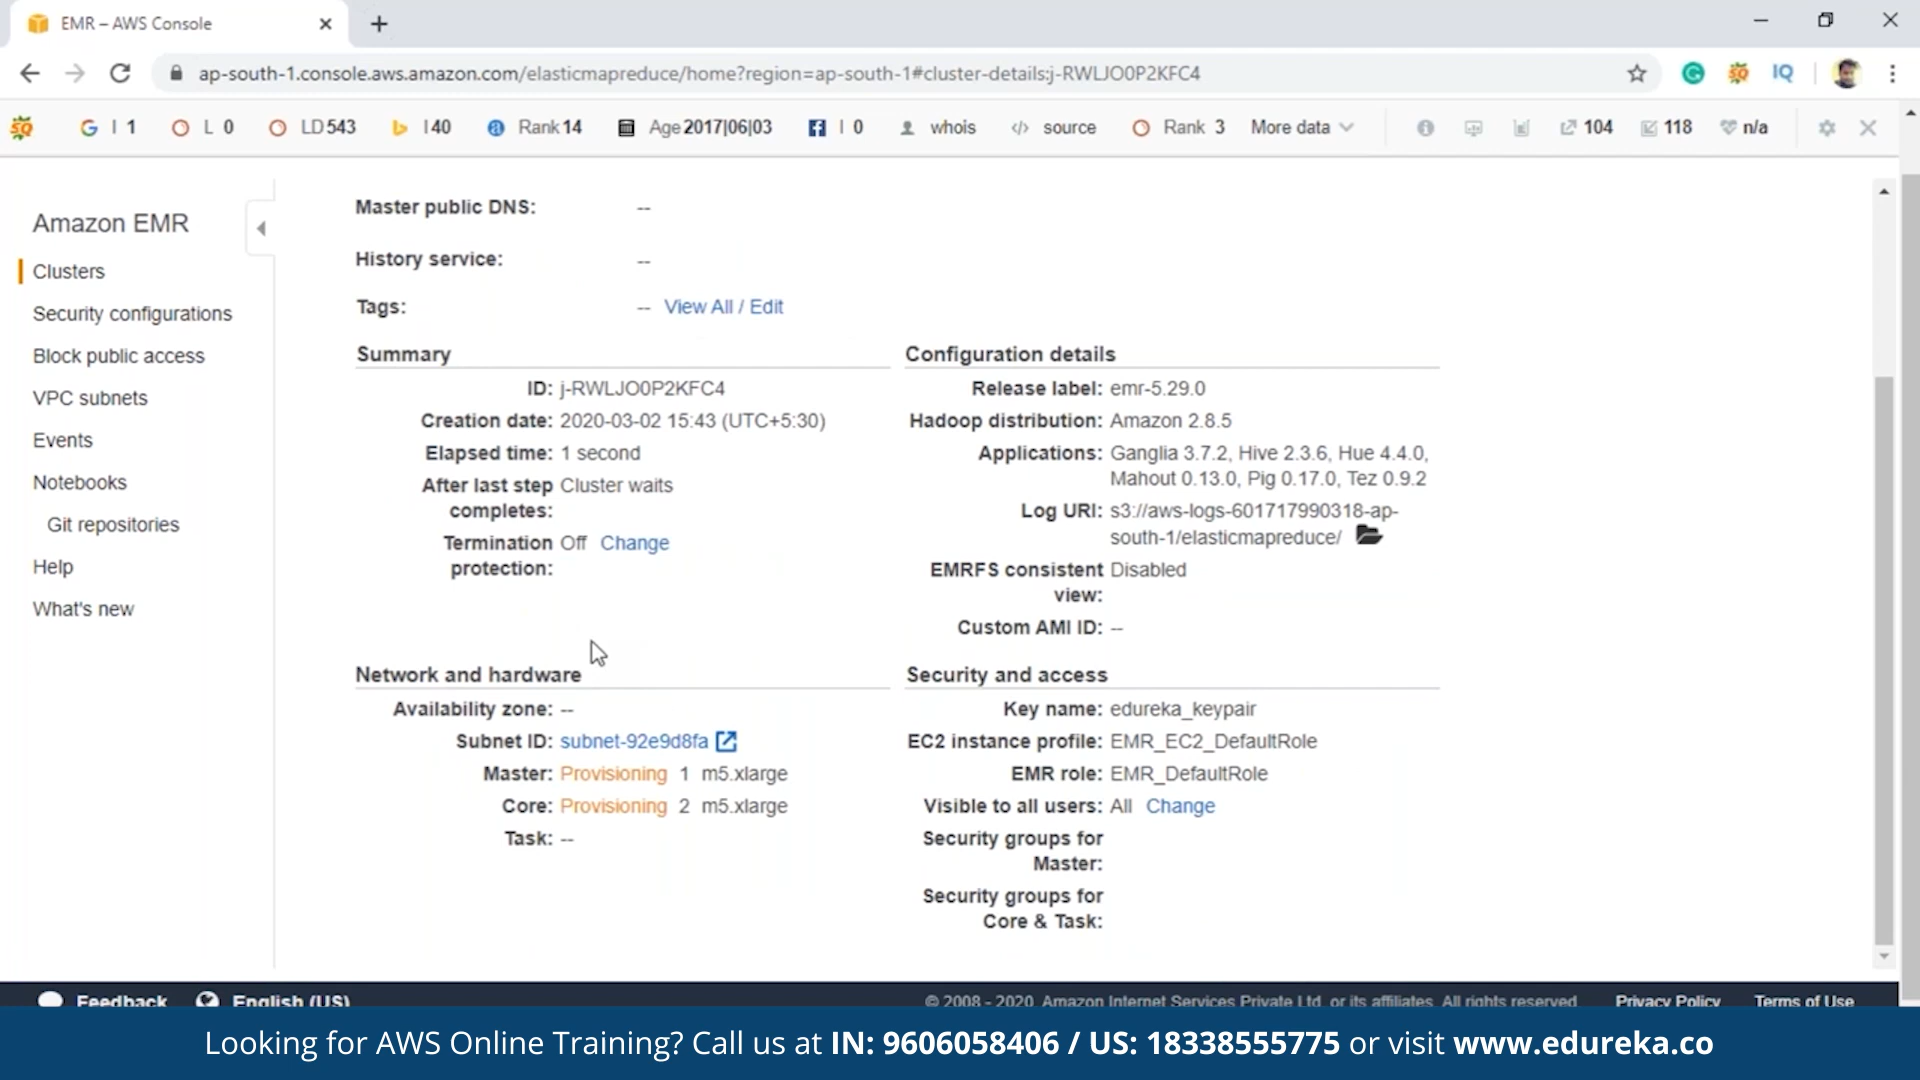 EMR – AWS Console
ap-south-1.console.aws.amazon.com/elasticmapreduce/home?region=ap-south-1#cluster-details:j-RWLJO0P2KFC4
SQ
IQ
SQ
G I 1
L 0
LD 543
I 40
Rank 14
Age 2017|06|03
I 0
whois
source
Rank 3
More data
104
118
n/a
Amazon EMR
Clusters
Security configurations
Block public access
VPC subnets
Events
Notebooks
Git repositories
Help
What's new
Master public DNS: --
History service: --
Tags: -- View All / Edit
Summary
ID: j-RWLJO0P2KFC4
Creation date: 2020-03-02 15:43 (UTC+5:30)
Elapsed time: 1 second
After last step Cluster waits
completes:
Termination Off Change
protection:
Configuration details
Release label: emr-5.29.0
Hadoop distribution: Amazon 2.8.5
Applications: Ganglia 3.7.2, Hive 2.3.6, Hue 4.4.0,
Mahout 0.13.0, Pig 0.17.0, Tez 0.9.2
Log URI: s3://aws-logs-601717990318-ap-
south-1/elasticmapreduce/
EMRFS consistent Disabled
view:
Custom AMI ID: --
Network and hardware
Availability zone: --
Subnet ID: subnet-92e9d8fa
Master: Provisioning 1 m5.xlarge
Core: Provisioning 2 m5.xlarge
Task: --
Security and access
Key name: edureka_keypair
EC2 instance profile: EMR_EC2_DefaultRole
EMR role: EMR_DefaultRole
Visible to all users: All Change
Security groups for
Master:
Security groups for
Core & Task:
Feedback English (US)
© 2008 - 2020, Amazon Internet Services Private Ltd. or its affiliates. All rights reserved Privacy Policy Terms of Use
Looking for AWS Online Training? Call us at IN: 9606058406 / US: 18338555775 or visit www.edureka.co